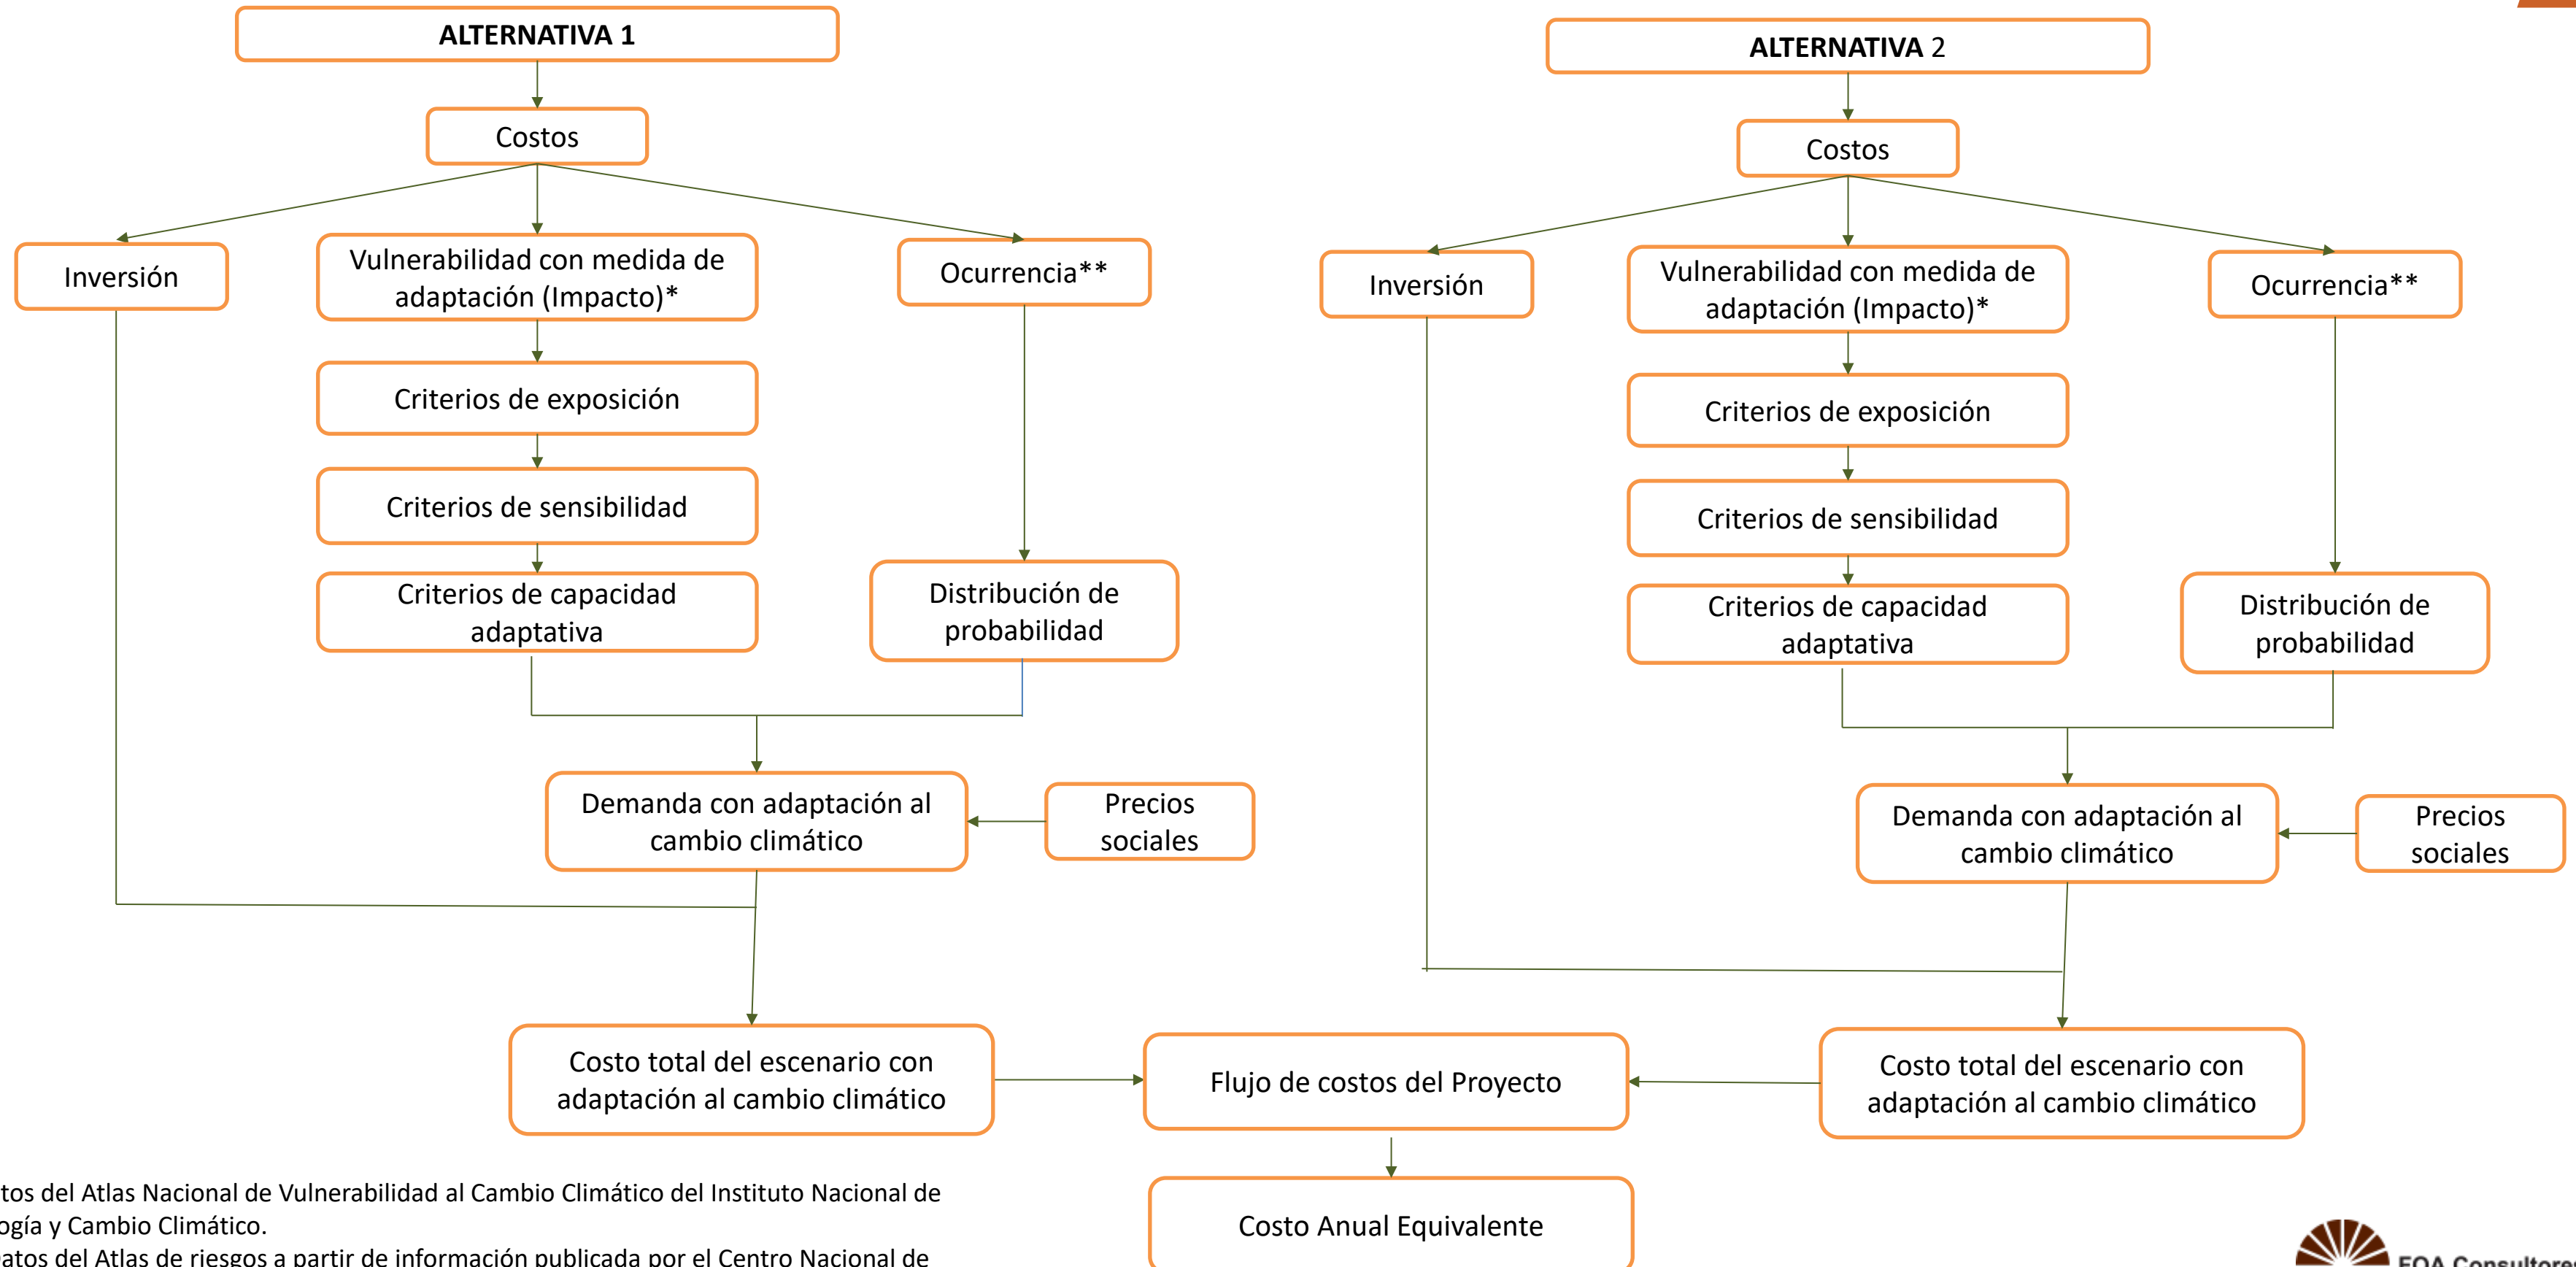 ALTERNATIVA 1
Costos
Inversión
Vulnerabilidad con medida de
adaptación (Impacto)*
Ocurrencia**
Criterios de exposición
Criterios de sensibilidad
Criterios de capacidad
adaptativa
Distribución de
probabilidad
Demanda con adaptación al
cambio climático
Precios
sociales
Costo total del escenario con
adaptación al cambio climático
ALTERNATIVA 2
Costos
Inversión
Vulnerabilidad con medida de
adaptación (Impacto)*
Ocurrencia**
Criterios de exposición
Criterios de sensibilidad
Criterios de capacidad
adaptativa
Distribución de
probabilidad
Demanda con adaptación al
cambio climático
Precios
sociales
Costo total del escenario con
adaptación al cambio climático
Flujo de costos del Proyecto
Costo Anual Equivalente
tos del Atlas Nacional de Vulnerabilidad al Cambio Climático del Instituto Nacional de
ogía y Cambio Climático.
atos del Atlas de riesgos a partir de información publicada por el Centro Nacional de